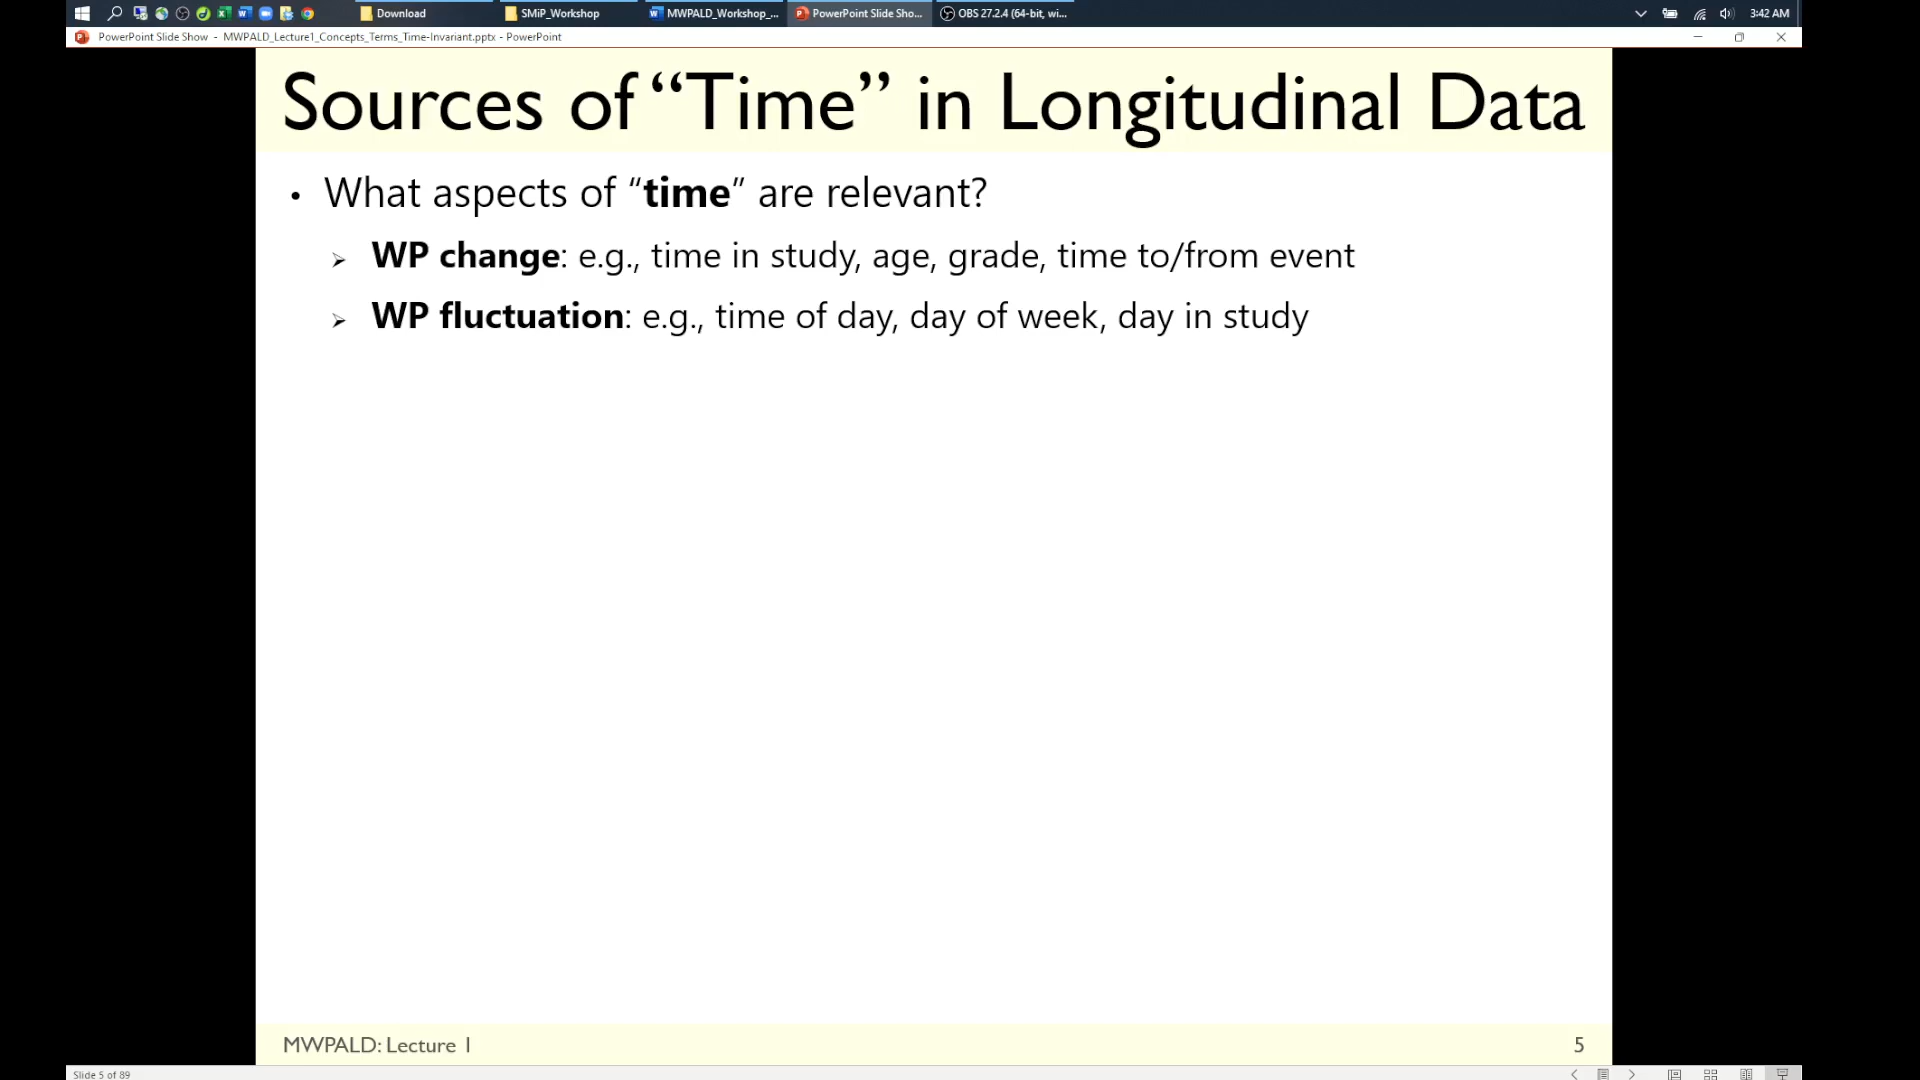 Download
SMiP_Workshop
MWPALD_Workshop_...
PowerPoint Slide Sho...
OBS 27.2.4 (64-bit, wi...
3:42 AM
PowerPoint Slide Show - MWPALD_Lecture1_Concepts_Terms_Time-Invariant.pptx - PowerPoint
Sources of “Time” in Longitudinal Data
• What aspects of “time” are relevant?
➢ WP change: e.g., time in study, age, grade, time to/from event
➢ WP fluctuation: e.g., time of day, day of week, day in study
MWPALD: Lecture 1
5
Slide 5 of 89